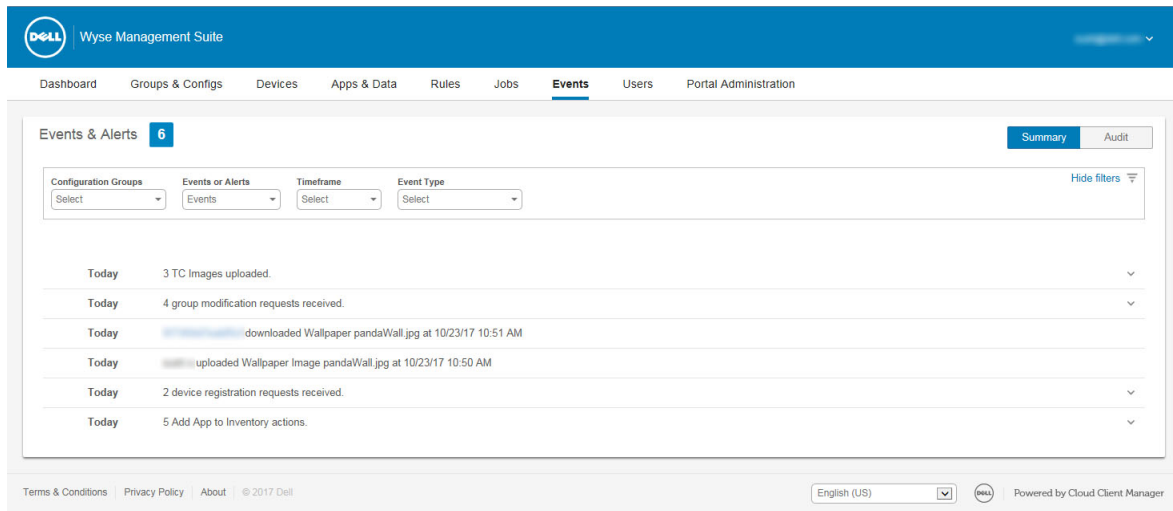 DELL Wyse Management Suite
Dashboard Groups & Configs Devices Apps & Data Rules Jobs Events Users Portal Administration
Events & Alerts 6 Summary Audit
Configuration Groups Events or Alerts Timeframe Event Type Hide filters
Select Events Select Select
Today 3 TC Images uploaded.
Today 4 group modification requests received.
Today downloaded Wallpaper pandaWall.jpg at 10/23/17 10:51 AM
Today uploaded Wallpaper Image pandaWall.jpg at 10/23/17 10:50 AM
Today 2 device registration requests received.
Today 5 Add App to Inventory actions.
Terms & Conditions Privacy Policy About © 2017 Dell English (US) DELL Powered by Cloud Client Manager